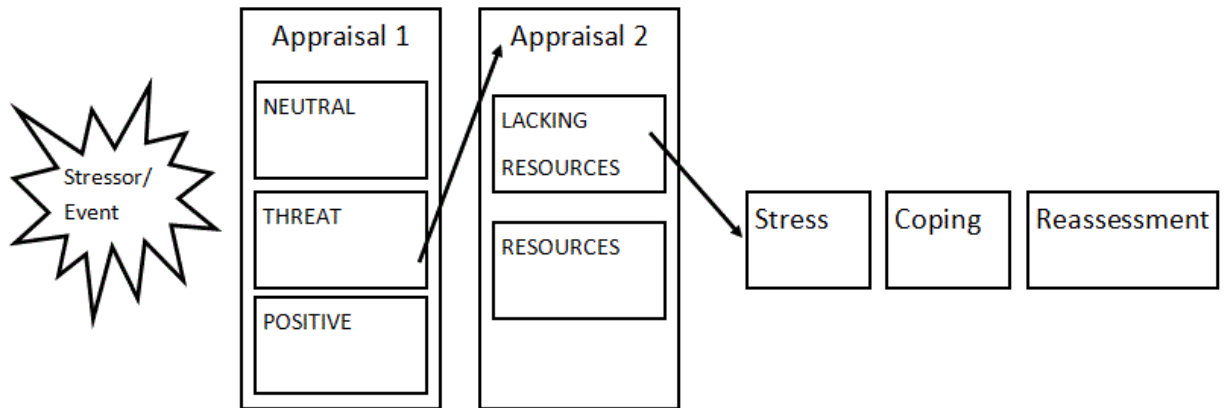 Stressor/
Event
Appraisal 1
NEUTRAL
THREAT
POSITIVE
Appraisal 2
LACKING
RESOURCES
RESOURCES
Stress
Coping
Reassessment